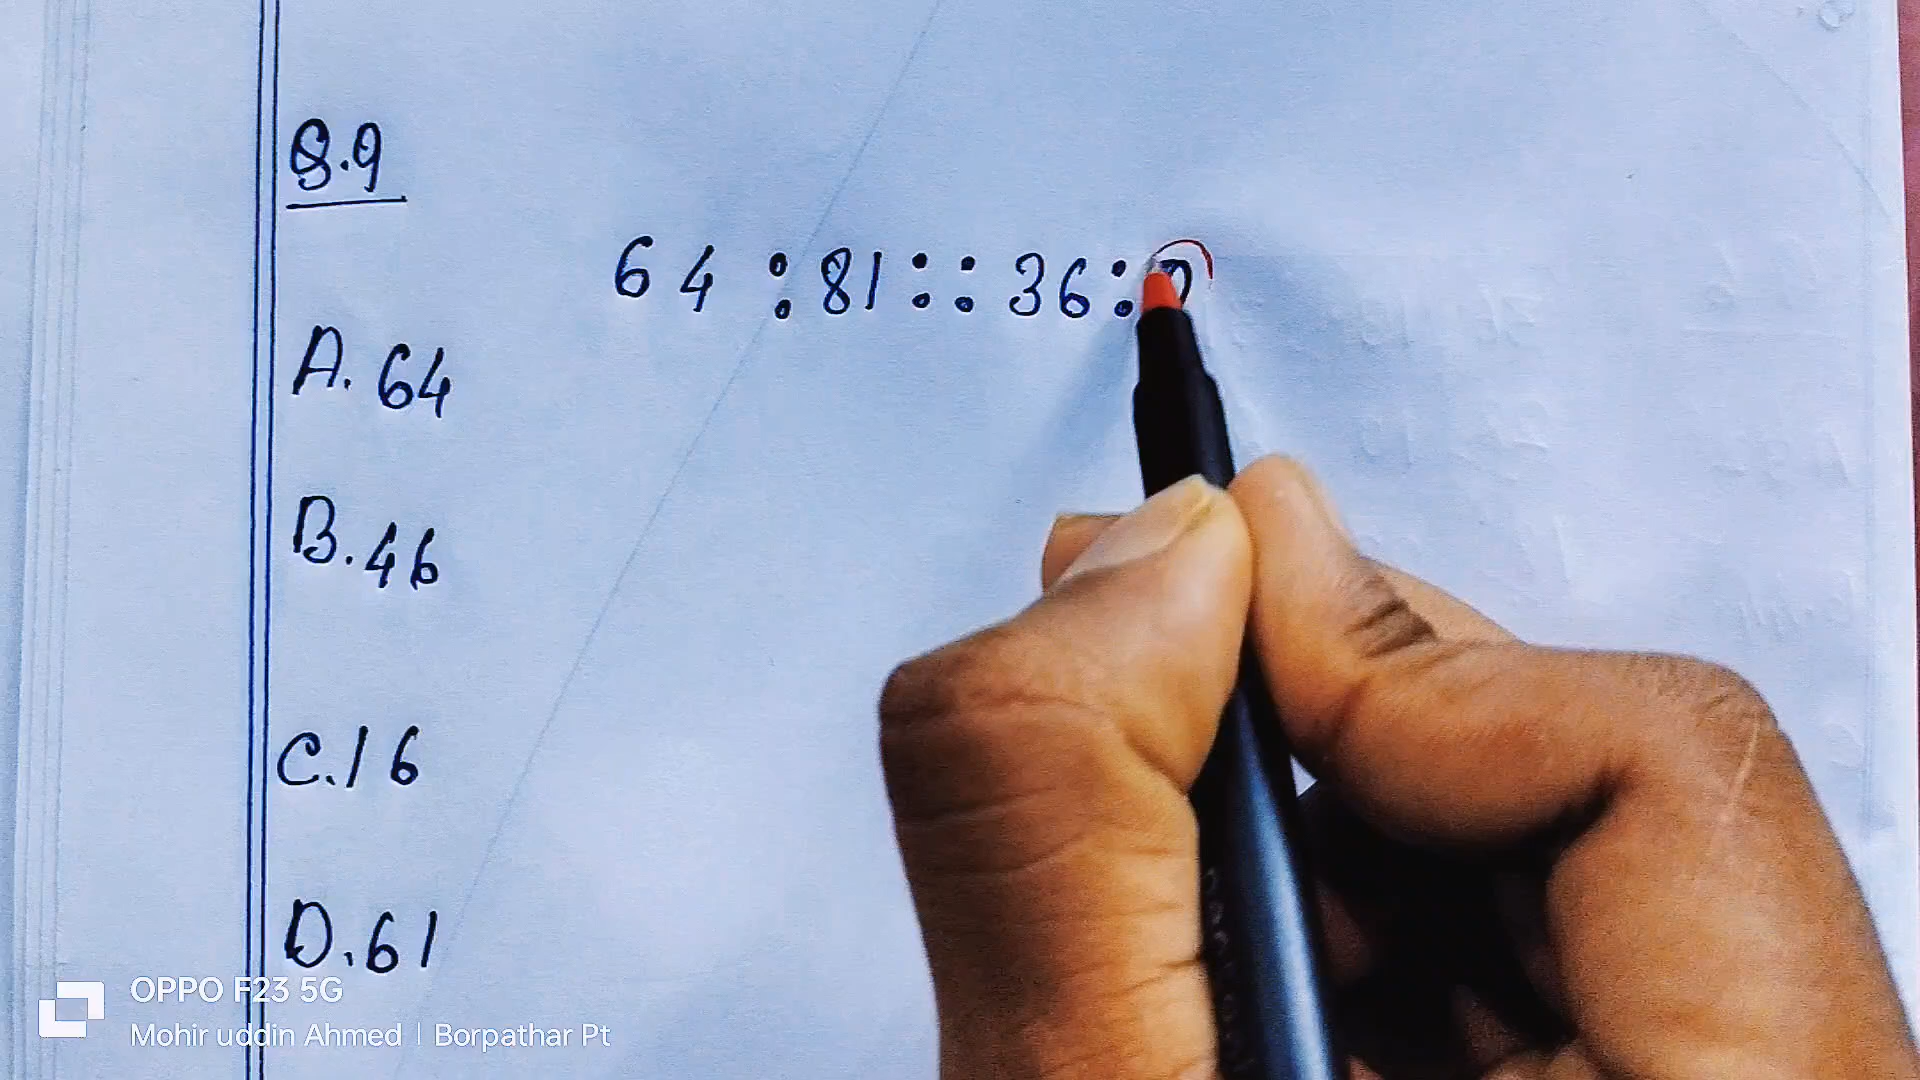 Q.9
64 : 81 :: 36 : ?
A. 64
B. 46
C. 16
D. 61
OPPO F23 5G
Mohir uddin Ahmed | Borpathar Pt